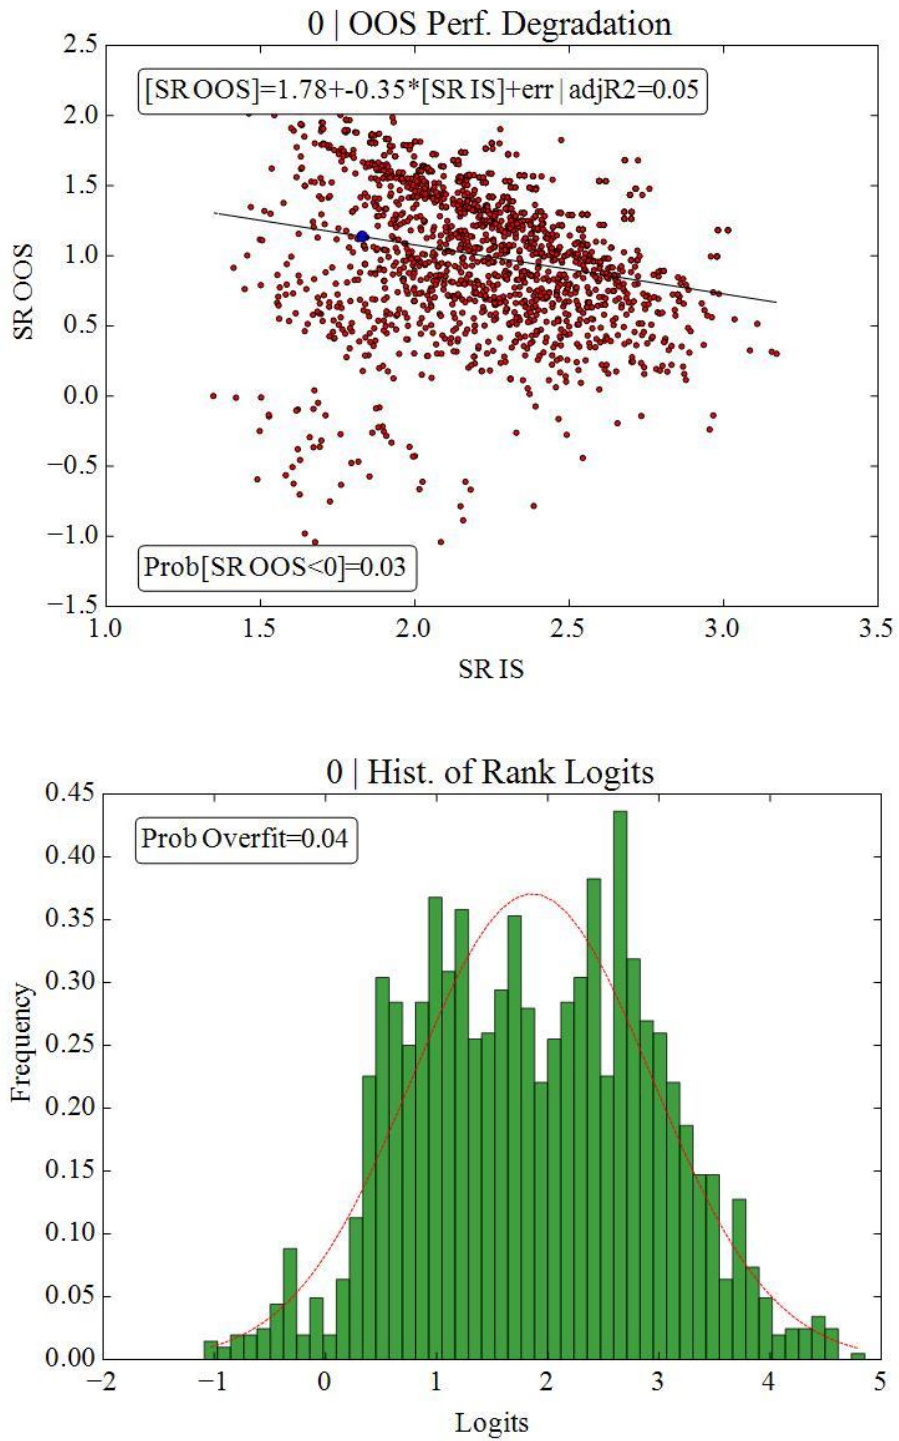 0 | OOS Perf. Degradation
2.5
[SR OOS]=1.78+-0.35*[SR IS]+err | adjR2=0.05
2.0
1.5
1.0
0.5
0.0
−0.5
−1.0
−1.5
SR OOS
Prob[SR OOS<0]=0.03
1.0 1.5 2.0 2.5 3.0 3.5
SR IS
0 | Hist. of Rank Logits
0.45
Prob Overfit=0.04
0.40
0.35
0.30
0.25
0.20
0.15
0.10
0.05
0.00
Frequency
−2 −1 0 1 2 3 4 5
Logits